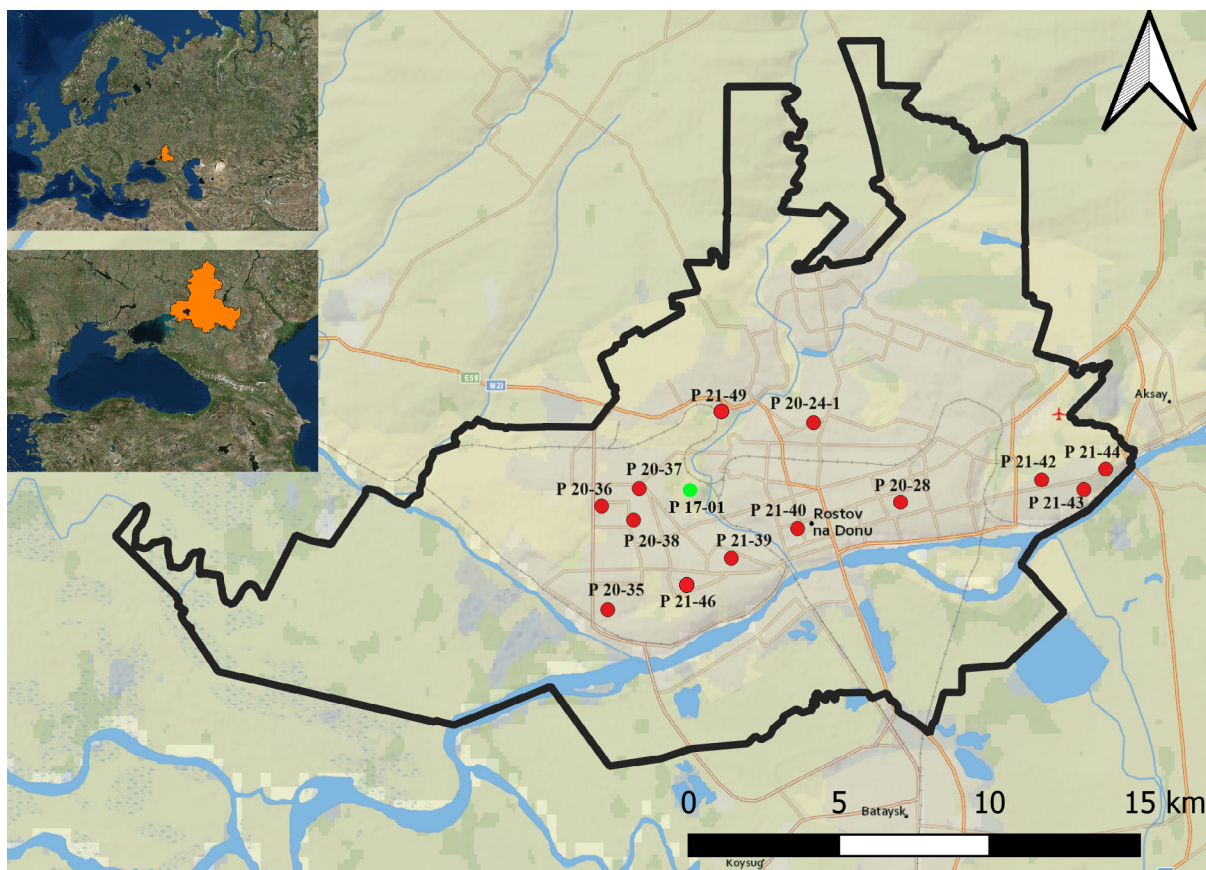 E 58
M23
Aksay
P 21-49
P 20-24-1
P 21-44
P 21-42
P 20-37
P 20-36
P 17-01
P 20-28
P 21-43
P 21-40
Rostov
na Donu
P 20-38
P 21-39
P 20-35
P 21-46
0 5 10 15 km
Bataysk
Koysug